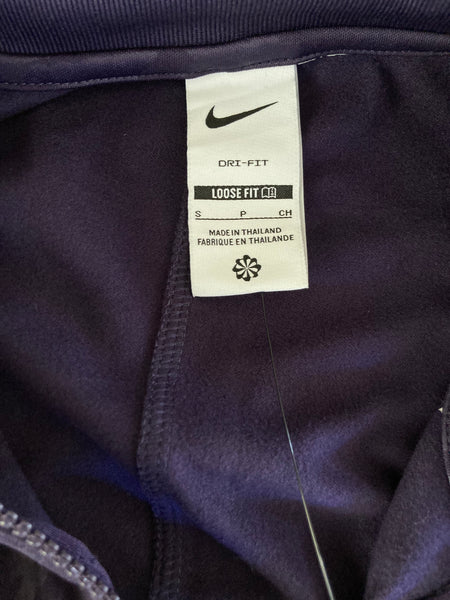 DRI-FIT
LOOSE FIT
S P CH
MADE IN THAILAND
FABRIQUE EN THAILANDE